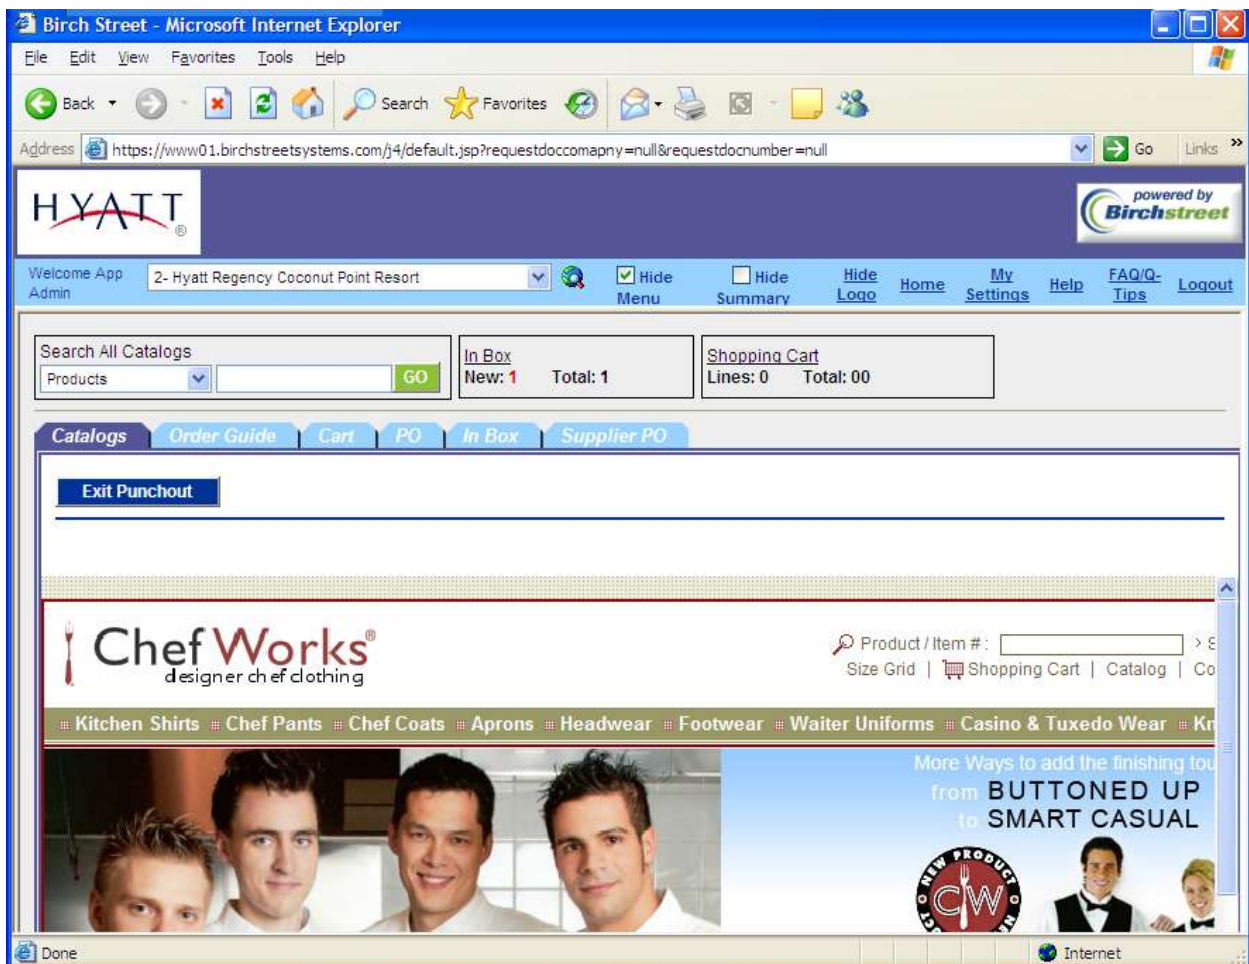 Birch Street - Microsoft Internet Explorer
File Edit View Favorites Tools Help
Back Search Favorites
Address https://www01.birchstreetsystems.com/j4/default.jsp?requestdoccomapny=null&requestdocnumber=null Go Links »
HYATT ®
powered by
Birchstreet
Welcome App Admin 2- Hyatt Regency Coconut Point Resort Hide Menu Hide Summary Hide Logo Home My Settings Help FAQ/Q-Tips Logout
Search All Catalogs In Box Shopping Cart
Products GO New: 1 Total: 1 Lines: 0 Total: 00
Catalogs Order Guide Cart PO In Box Supplier PO
Exit Punchout
ChefWorks®
designer chef clothing
Product / Item # : > S
Size Grid | Shopping Cart | Catalog | Co
Kitchen Shirts Chef Pants Chef Coats Aprons Headwear Footwear Waiter Uniforms Casino & Tuxedo Wear Kn
More Ways to add the finishing tou
from BUTTONED UP
to SMART CASUAL
NEW PRODUCT
CW
Done Internet